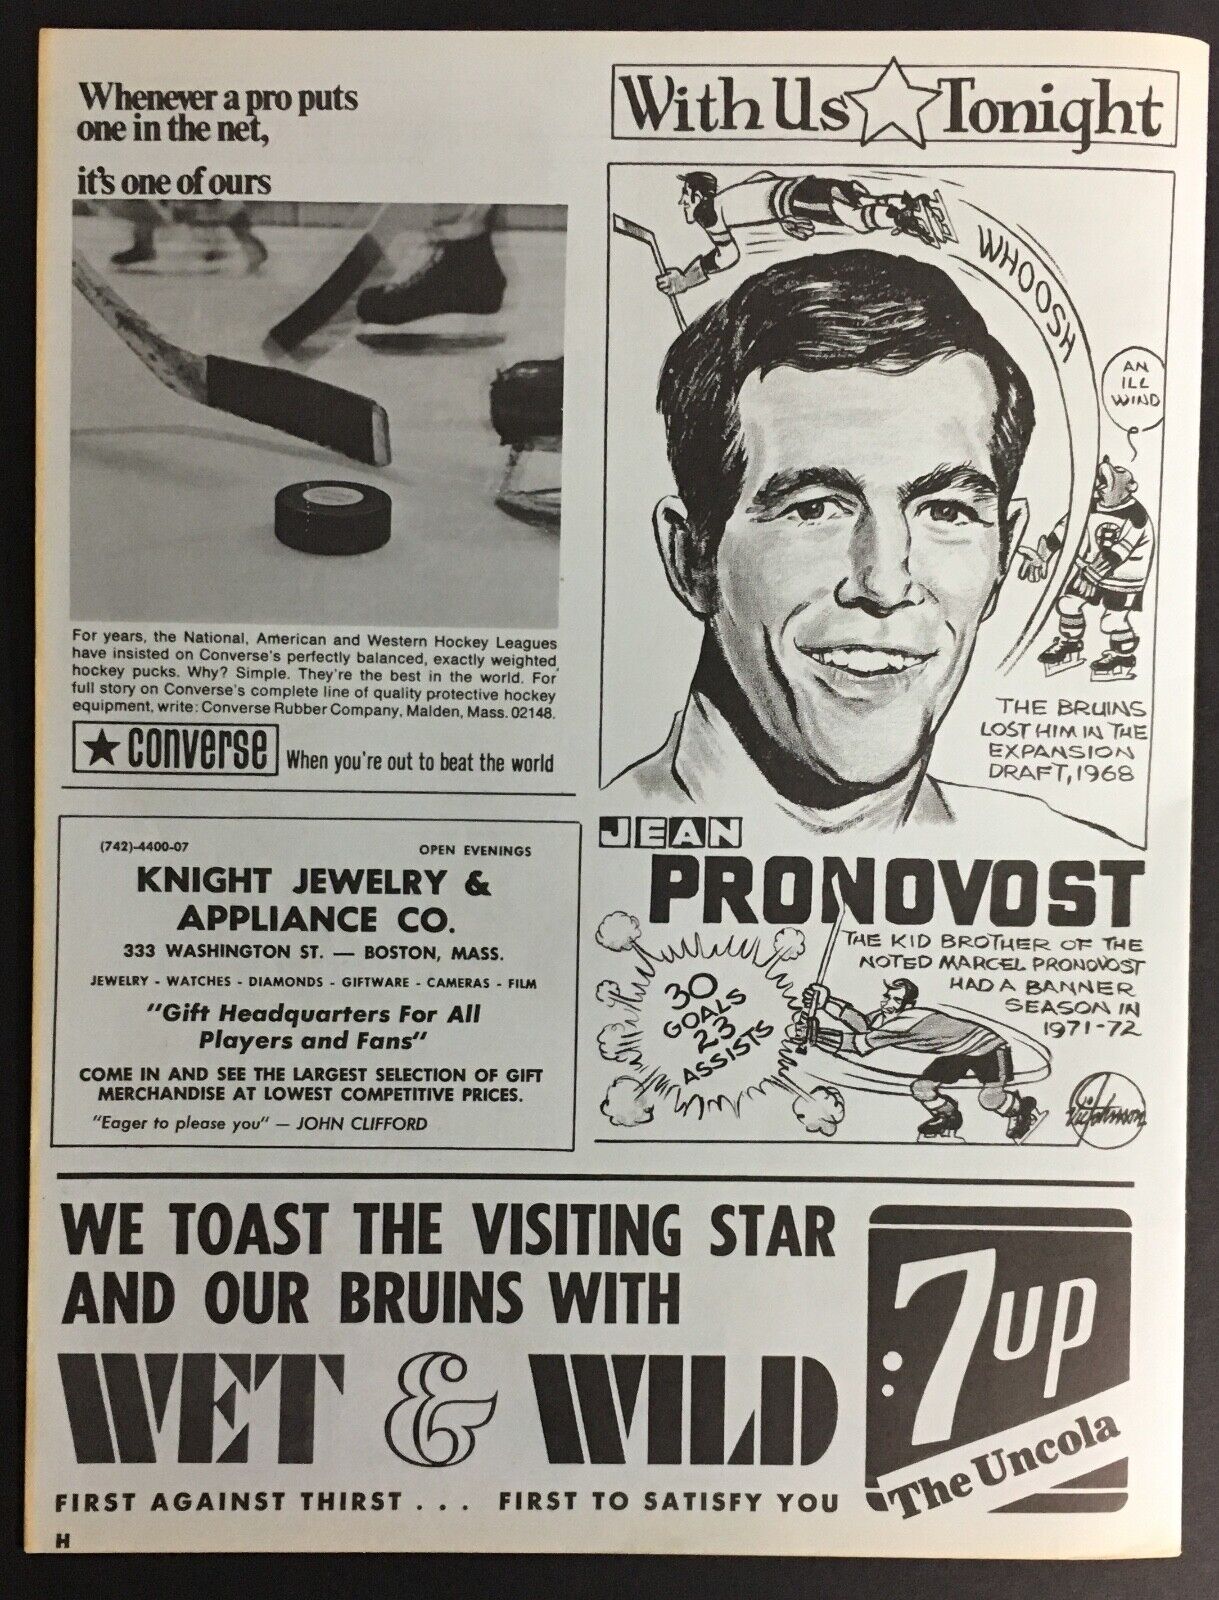 Whenever a pro puts
one in the net,
it's one of ours
For years, the National, American and Western Hockey Leagues
have insisted on Converse's perfectly balanced, exactly weighted
hockey pucks. Why? Simple. They're the best in the world. For
full story on Converse's complete line of quality protective hockey
equipment, write: Converse Rubber Company, Malden, Mass. 02148.
★ converse When you're out to beat the world
(742)-4400-07 OPEN EVENINGS
KNIGHT JEWELRY &
APPLIANCE CO.
333 WASHINGTON ST. — BOSTON, MASS.
JEWELRY - WATCHES - DIAMONDS - GIFTWARE - CAMERAS - FILM
"Gift Headquarters For All
Players and Fans"
COME IN AND SEE THE LARGEST SELECTION OF GIFT
MERCHANDISE AT LOWEST COMPETITIVE PRICES.
"Eager to please you" — JOHN CLIFFORD
With Us ☆ Tonight
WHOOSH
AN
ILL
WIND
B
THE BRUINS
LOST HIM IN THE
EXPANSION
DRAFT, 1968
JEAN
PRONOVOST
THE KID BROTHER OF THE
NOTED MARCEL PRONOVOST
HAD A BANNER
SEASON IN
1971-72
30
GOALS
23
ASSISTS
Vic Johnson
WE TOAST THE VISITING STAR
AND OUR BRUINS WITH
WET & WILD
FIRST AGAINST THIRST . . . FIRST TO SATISFY YOU
7up
The Uncola
H